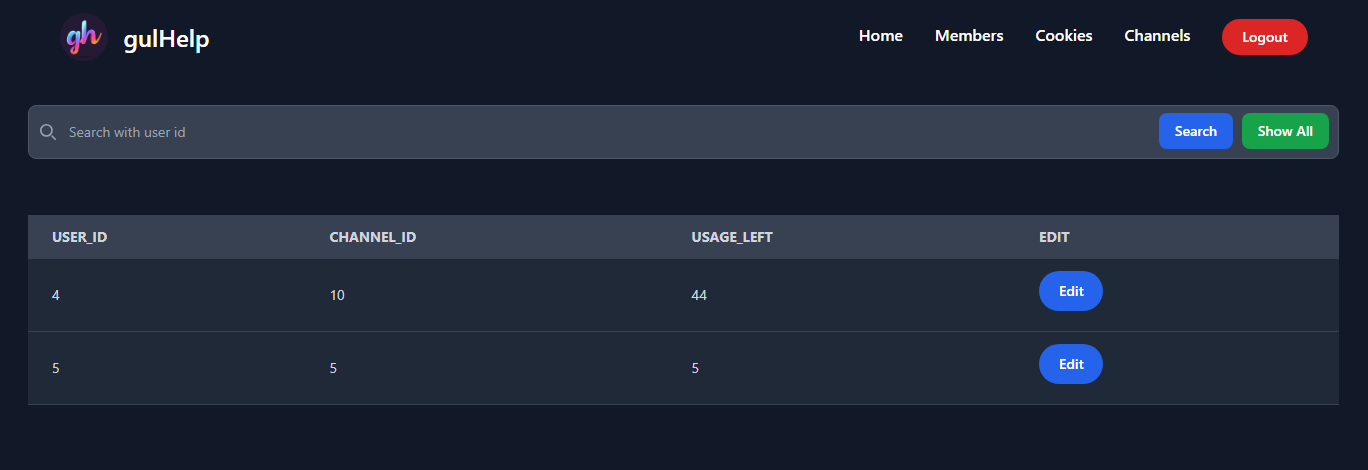 gh gulHelp Home Members Cookies Channels Logout
Search with user id Search Show All
USER_ID CHANNEL_ID USAGE_LEFT EDIT
4 10 44 Edit
5 5 5 Edit